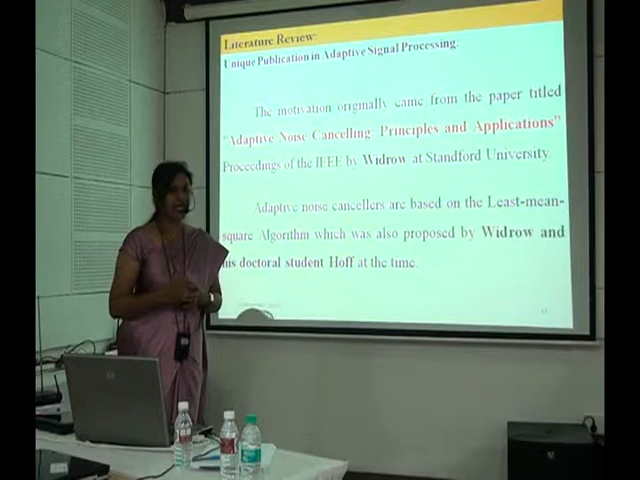 Literature Review:
Unique Publication in Adaptive Signal Processing:
The motivation originally came from the paper titled
"Adaptive Noise Cancelling: Principles and Applications"
Proceedings of the IEEE by Widrow at Standford University.
Adaptive noise cancellers are based on the Least-mean-
square Algorithm which was also proposed by Widrow and
his doctoral student Hoff at the time.
hp